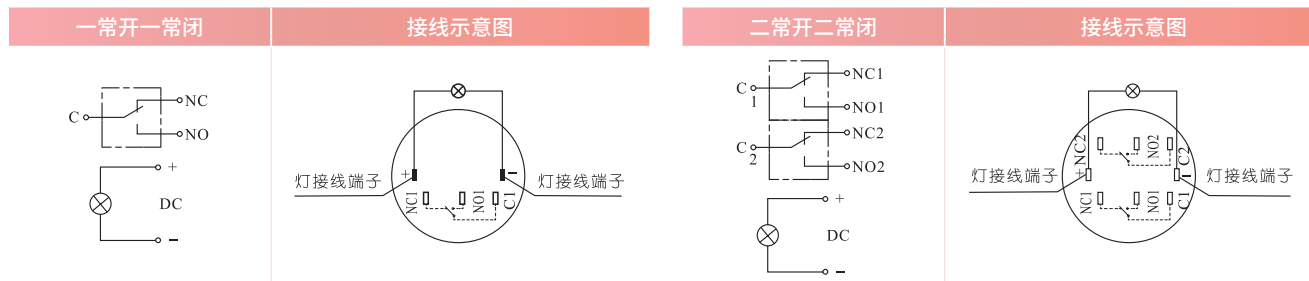 一常开一常闭
接线示意图
C
NC
NO
+
DC
−
灯接线端子
+
−
灯接线端子
NC1
NO1
C1
二常开二常闭
接线示意图
C
1
NC1
NO1
C
2
NC2
NO2
+
DC
−
NC2
NO2
C2
灯接线端子
+
−
灯接线端子
NC1
NO1
C1